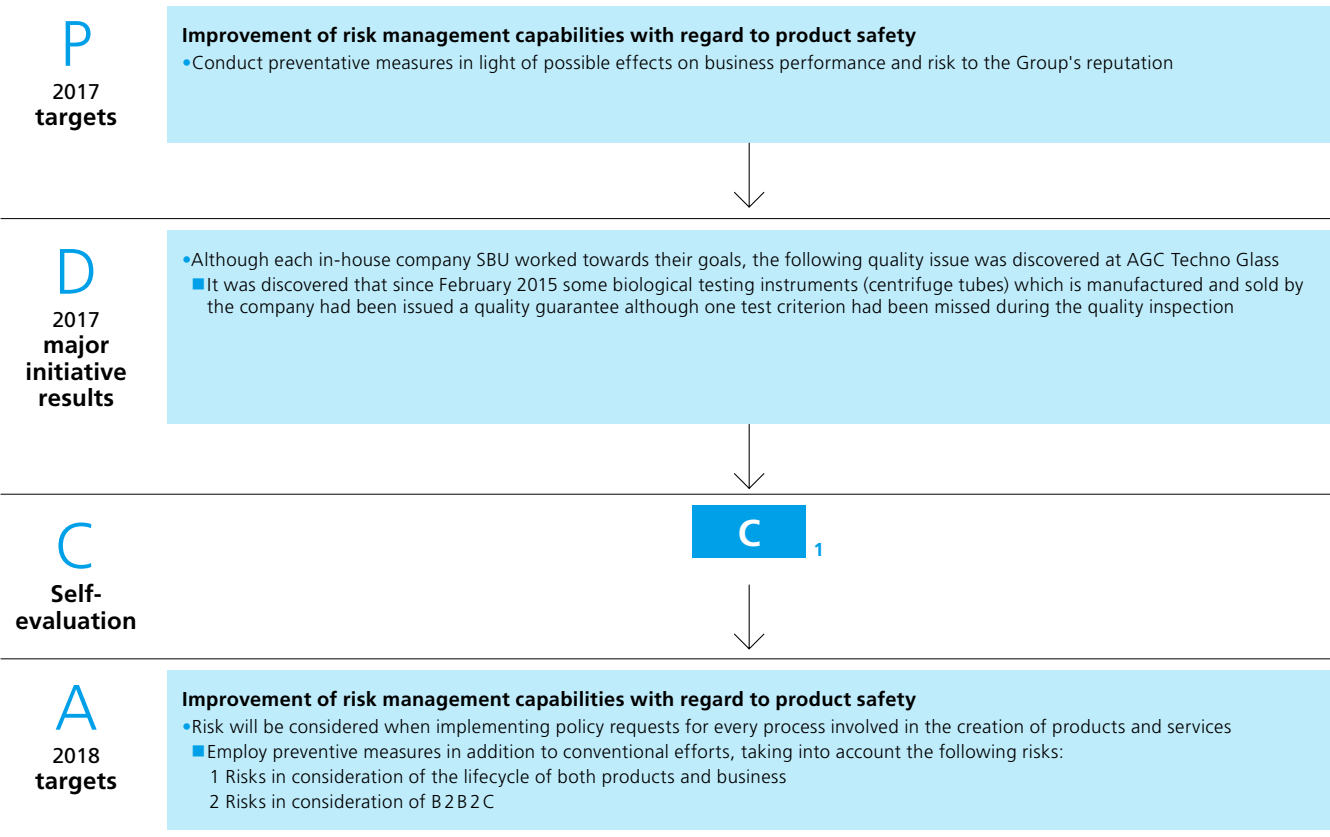 P
2017
targets
Improvement of risk management capabilities with regard to product safety
•Conduct preventative measures in light of possible effects on business performance and risk to the Group's reputation
D
2017
major
initiative
results
•Although each in-house company SBU worked towards their goals, the following quality issue was discovered at AGC Techno Glass
■It was discovered that since February 2015 some biological testing instruments (centrifuge tubes) which is manufactured and sold by
the company had been issued a quality guarantee although one test criterion had been missed during the quality inspection
C
Self-
evaluation
C 1
A
2018
targets
Improvement of risk management capabilities with regard to product safety
•Risk will be considered when implementing policy requests for every process involved in the creation of products and services
■Employ preventive measures in addition to conventional efforts, taking into account the following risks:
1 Risks in consideration of the lifecycle of both products and business
2 Risks in consideration of B2B2C